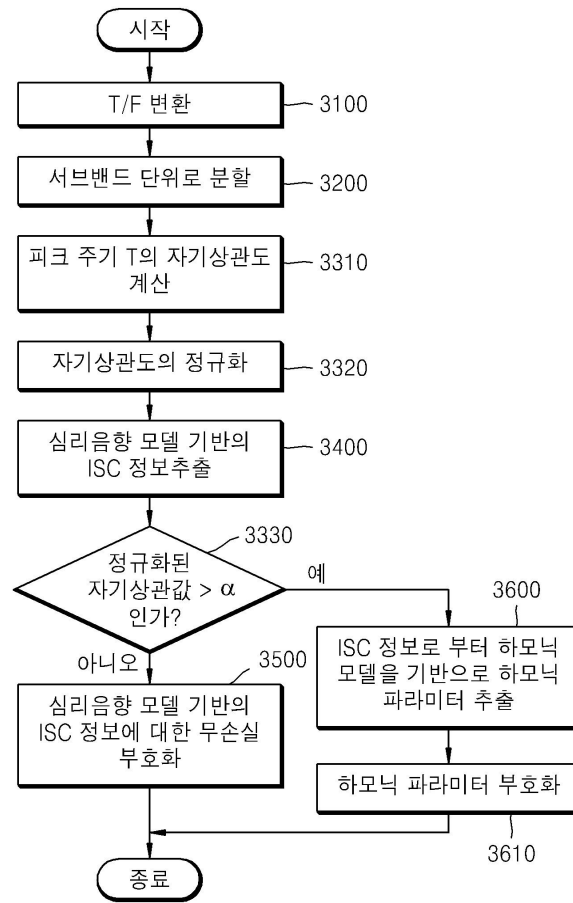 시작
T/F 변환
3100
서브밴드 단위로 분할
3200
피크 주기 T의 자기상관도
계산
3310
자기상관도의 정규화
3320
심리음향 모델 기반의
ISC 정보추출
3400
3330
정규화된
자기상관값 > α
인가?
예
아니오
3600
ISC 정보로 부터 하모닉
모델을 기반으로 하모닉
파라미터 추출
3500
심리음향 모델 기반의
ISC 정보에 대한 무손실
부호화
하모닉 파라미터 부호화
3610
종료